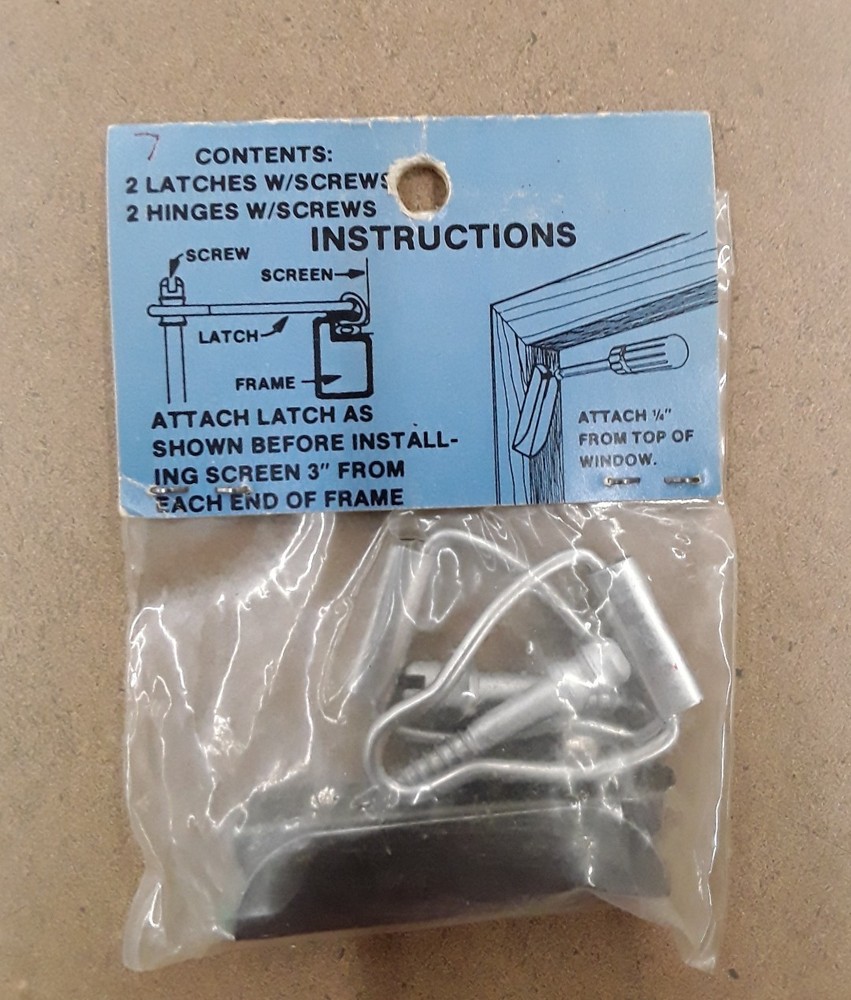 7
CONTENTS:
2 LATCHES W/SCREWS
2 HINGES W/SCREWS
INSTRUCTIONS
SCREW
SCREEN
LATCH
FRAME
ATTACH LATCH AS
SHOWN BEFORE INSTALL-
ING SCREEN 3" FROM
EACH END OF FRAME
ATTACH ¼"
FROM TOP OF
WINDOW.